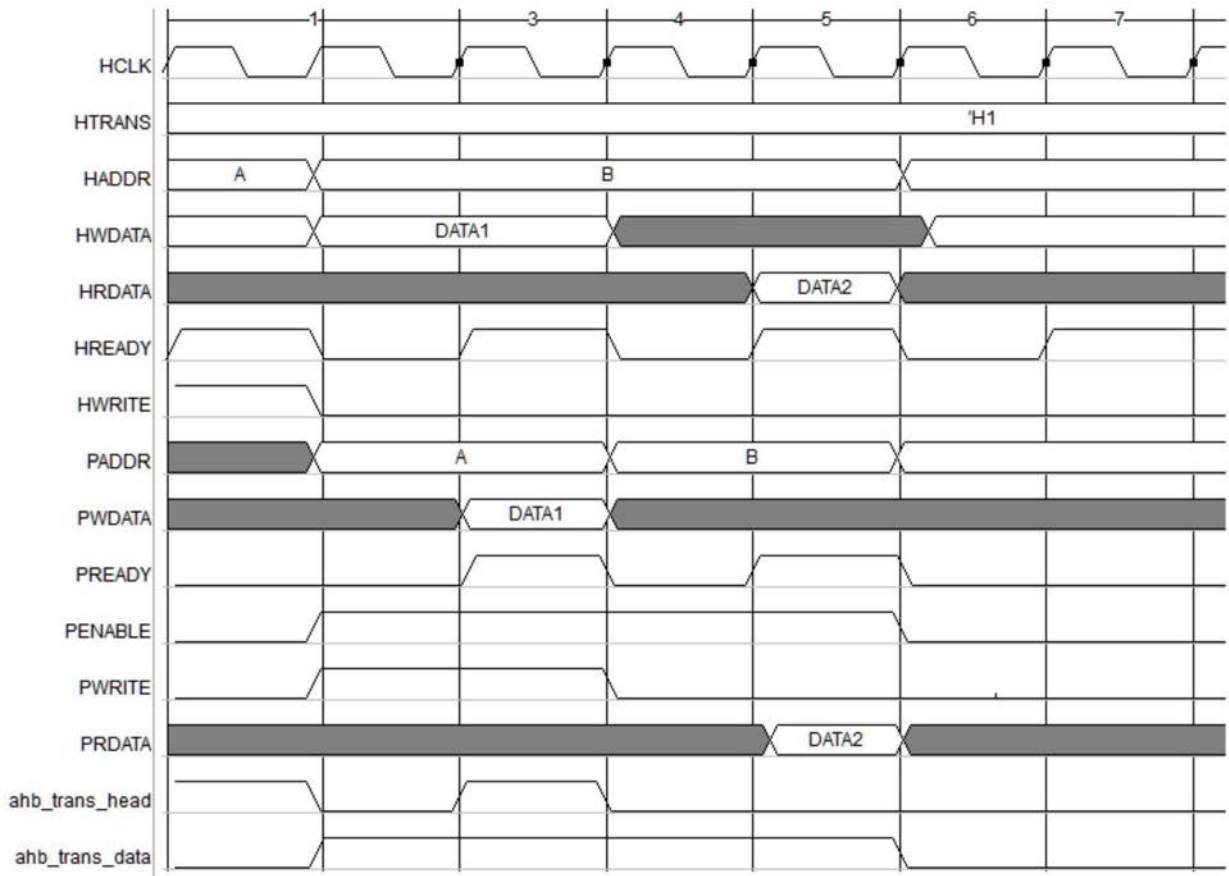 1 3 4 5 6 7
HCLK
HTRANS 'H1
HADDR A B
HWDATA DATA1
HRDATA DATA2
HREADY
HWRITE
PADDR A B
PWDATA DATA1
PREADY
PENABLE
PWRITE
PRDATA DATA2
ahb_trans_head
ahb_trans_data